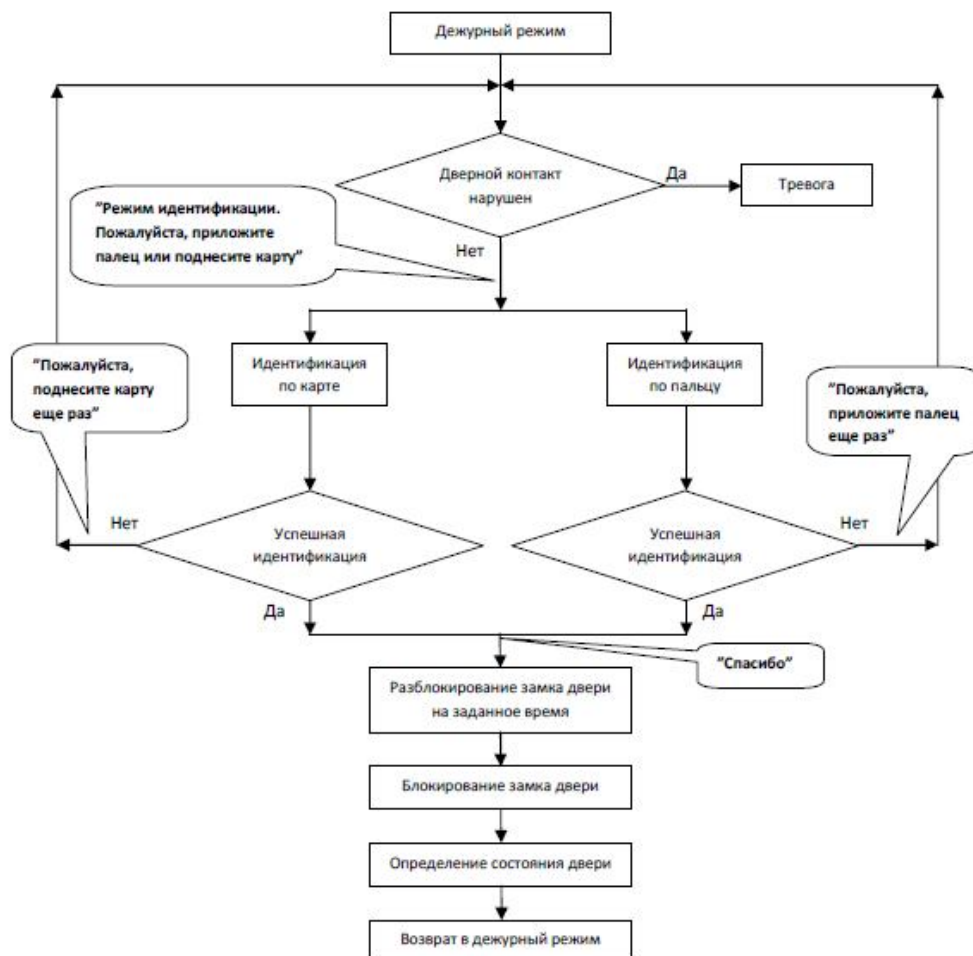 Дежурный режим
Дверной контакт
нарушен
Да
Тревога
"Режим идентификации.
Пожалуйста, приложите
палец или поднесите карту"
Нет
Идентификация
по карте
Идентификация
по пальцу
"Пожалуйста,
поднесите карту
еще раз"
"Пожалуйста,
приложите палец
еще раз"
Нет
Успешная
идентификация
Успешная
идентификация
Нет
Да
Да
"Спасибо"
Разблокирование замка двери
на заданное время
Блокирование замка двери
Определение состояния двери
Возврат в дежурный режим